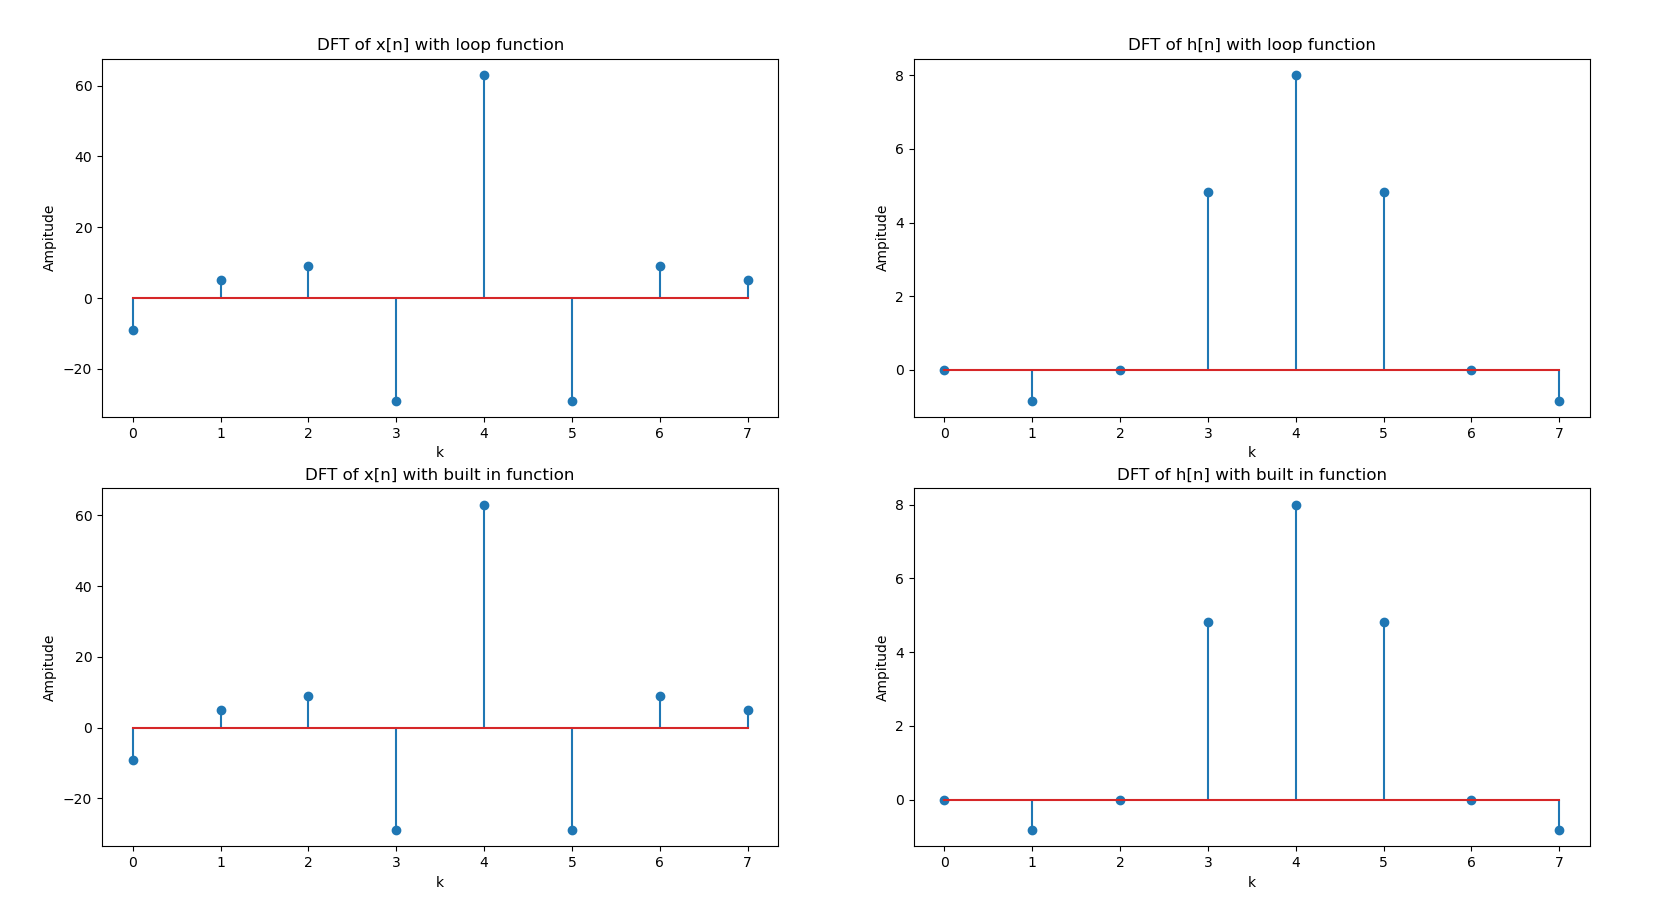 DFT of x[n] with loop function
60
40
20
0
−20
Ampitude
0 1 2 3 4 5 6 7
k
DFT of h[n] with loop function
8
6
4
2
0
Ampitude
0 1 2 3 4 5 6 7
k
DFT of x[n] with built in function
60
40
20
0
−20
Ampitude
0 1 2 3 4 5 6 7
k
DFT of h[n] with built in function
8
6
4
2
0
Ampitude
0 1 2 3 4 5 6 7
k